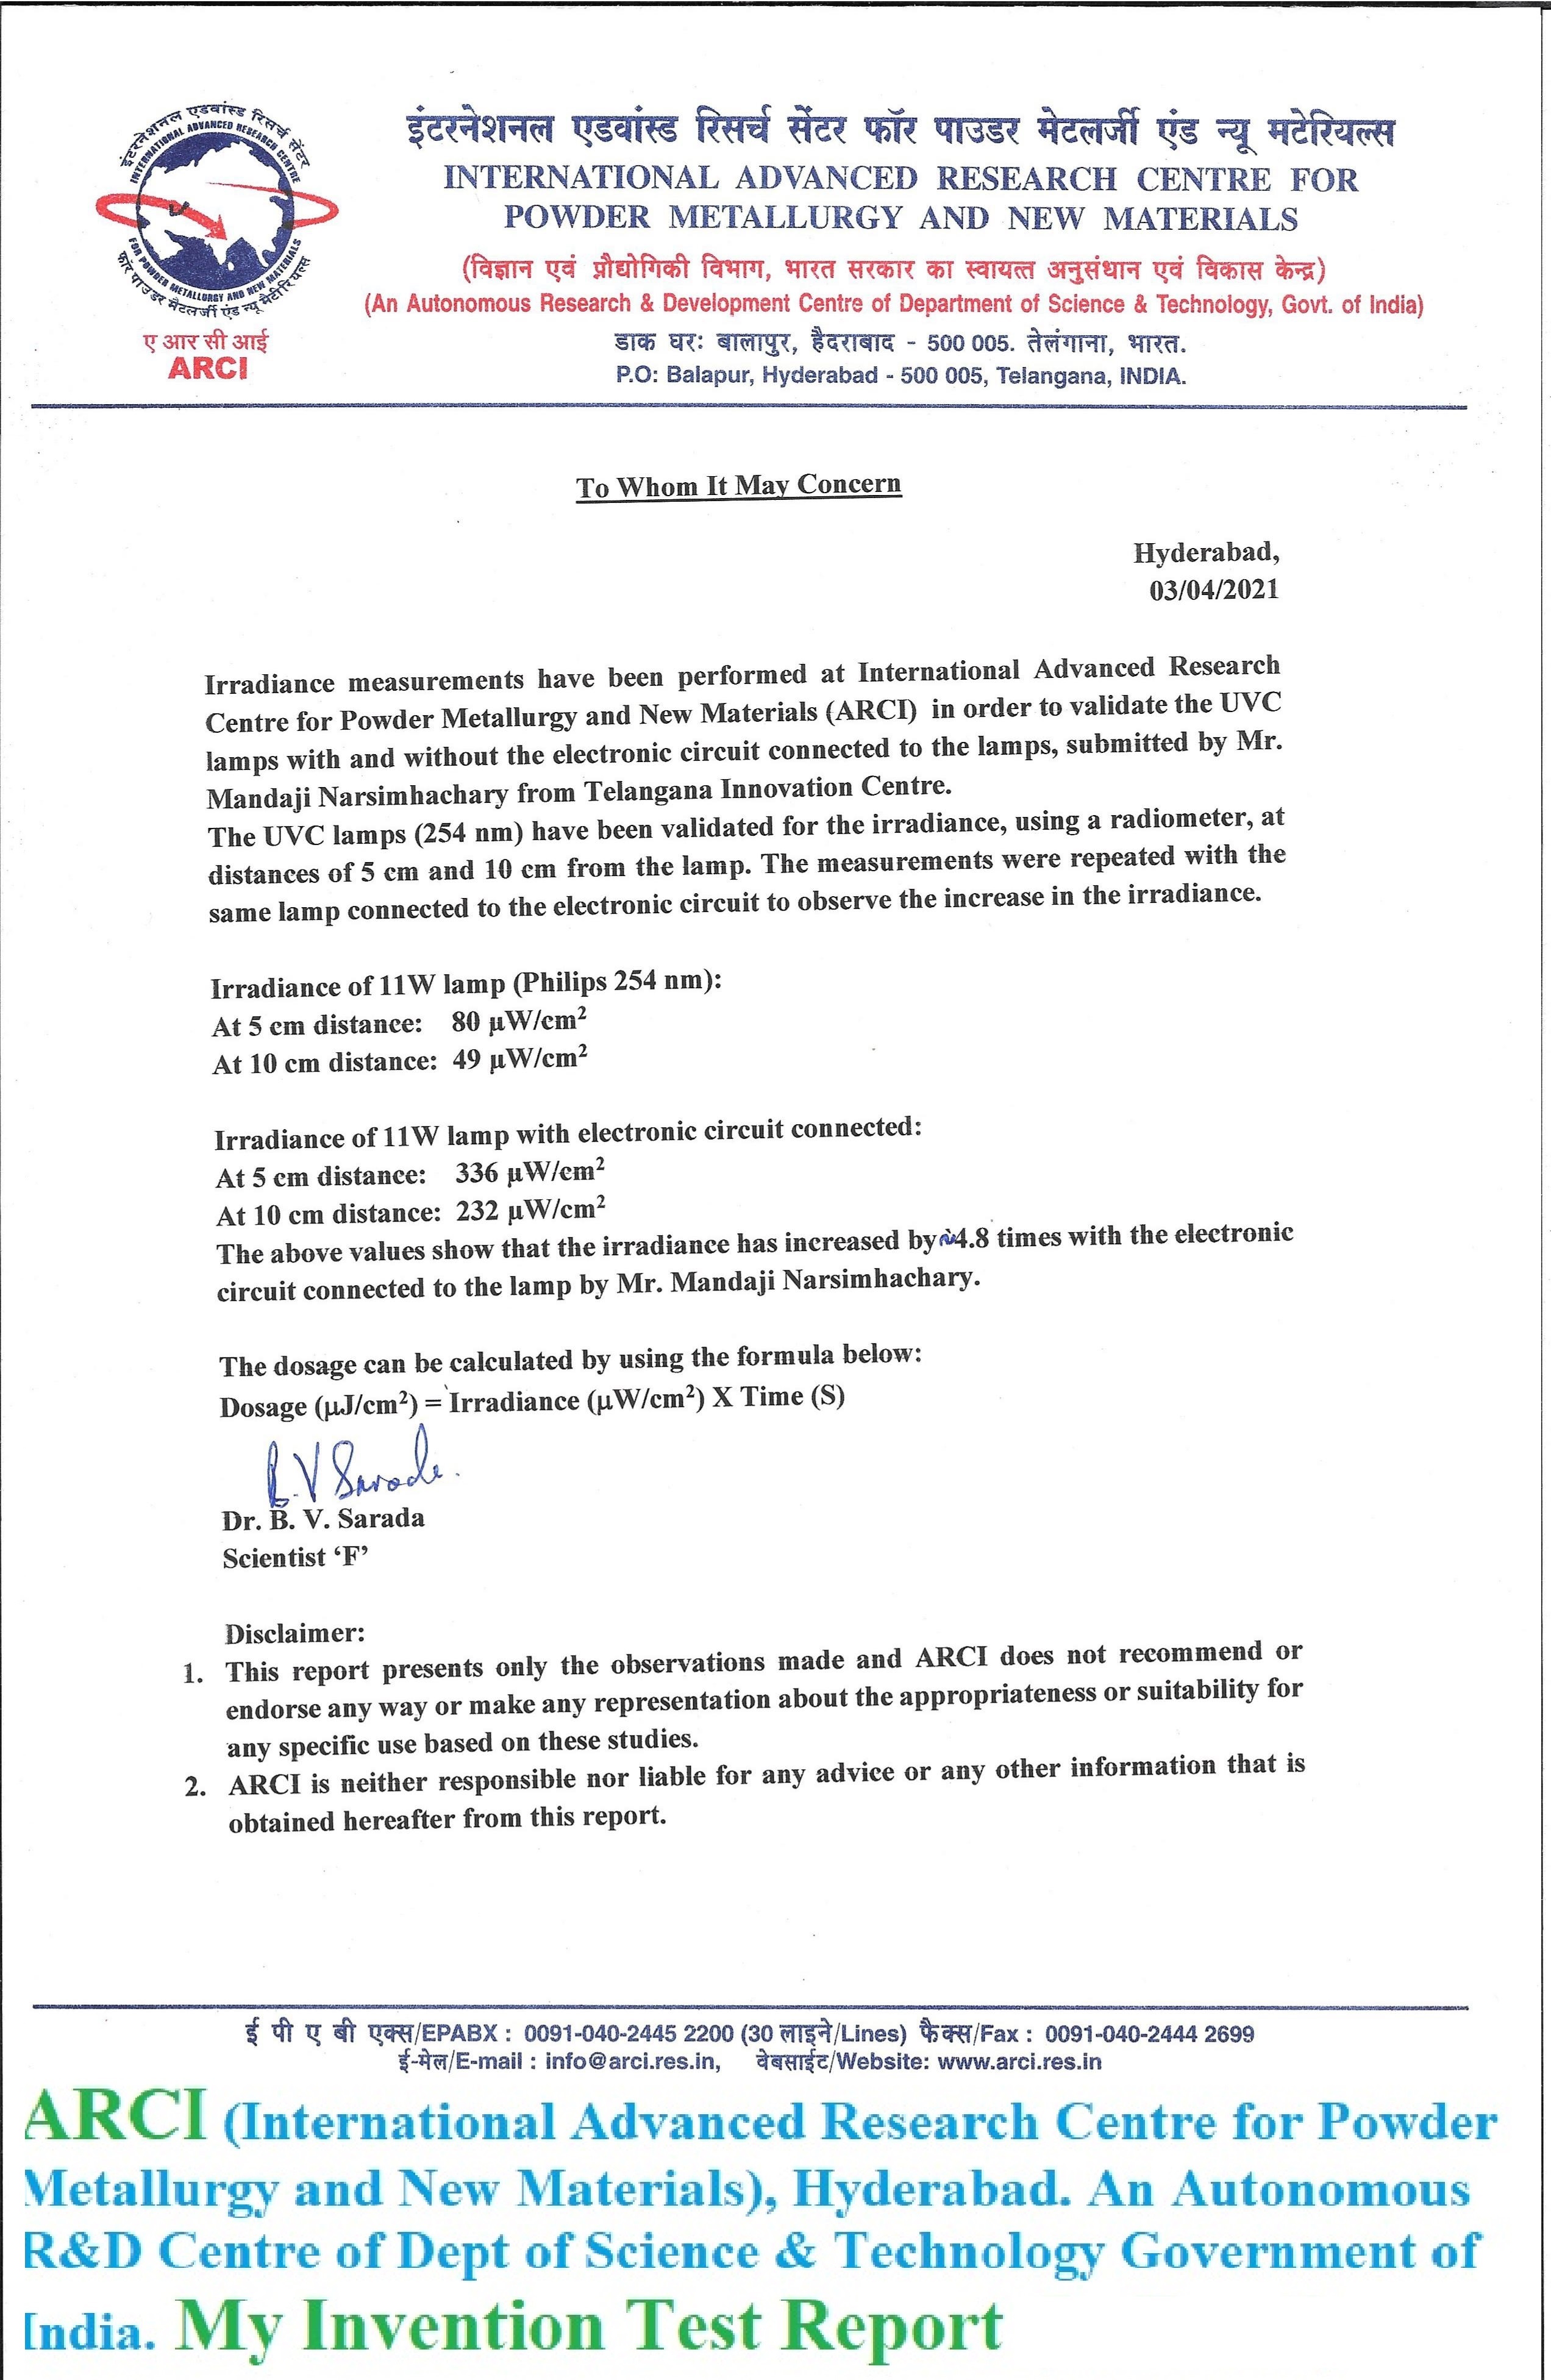 इंटरनेशनल एडवांस्ड रिसर्च सेंटर फॉर पाउडर मेटलर्जी एंड न्यू मटेरियल्स
INTERNATIONAL ADVANCED RESEARCH CENTRE FOR
POWDER METALLURGY AND NEW MATERIALS
(विज्ञान एवं प्रौद्योगिकी विभाग, भारत सरकार का स्वायत्त अनुसंधान एवं विकास केन्द्र)
(An Autonomous Research & Development Centre of Department of Science & Technology, Govt. of India)
डाक घर: बालापुर, हैदराबाद - 500 005. तेलंगाना, भारत.
P.O: Balapur, Hyderabad - 500 005, Telangana, INDIA.
इंटरनेशनल एडवांस्ड रिसर्च सेंटर
INTERNATIONAL ADVANCED RESEARCH CENTRE
FOR POWDER METALLURGY AND NEW MATERIALS
फॉर पाउडर मैटलर्जी एंड न्यू मैटीरियल्स
ए आर सी आई
ARCI
To Whom It May Concern
Hyderabad,
03/04/2021
Irradiance measurements have been performed at International Advanced Research
Centre for Powder Metallurgy and New Materials (ARCI) in order to validate the UVC
lamps with and without the electronic circuit connected to the lamps, submitted by Mr.
Mandaji Narsimhachary from Telangana Innovation Centre.
The UVC lamps (254 nm) have been validated for the irradiance, using a radiometer, at
distances of 5 cm and 10 cm from the lamp. The measurements were repeated with the
same lamp connected to the electronic circuit to observe the increase in the irradiance.
Irradiance of 11W lamp (Philips 254 nm):
At 5 cm distance: 80 µW/cm²
At 10 cm distance: 49 µW/cm²
Irradiance of 11W lamp with electronic circuit connected:
At 5 cm distance: 336 µW/cm²
At 10 cm distance: 232 µW/cm²
The above values show that the irradiance has increased by ~4.8 times with the electronic
circuit connected to the lamp by Mr. Mandaji Narsimhachary.
The dosage can be calculated by using the formula below:
Dosage (µJ/cm²) = Irradiance (µW/cm²) X Time (S)
B.V Sarada.
Dr. B. V. Sarada
Scientist ‘F’
Disclaimer:
1. This report presents only the observations made and ARCI does not recommend or
endorse any way or make any representation about the appropriateness or suitability for
any specific use based on these studies.
2. ARCI is neither responsible nor liable for any advice or any other information that is
obtained hereafter from this report.
ई पी ए बी एक्स/EPABX : 0091-040-2445 2200 (30 लाइने/Lines) फैक्स/Fax : 0091-040-2444 2699
ई-मेल/E-mail : info@arci.res.in, वेबसाईट/Website: www.arci.res.in
ARCI (International Advanced Research Centre for Powder
Metallurgy and New Materials), Hyderabad. An Autonomous
R&D Centre of Dept of Science & Technology Government of
India. My Invention Test Report